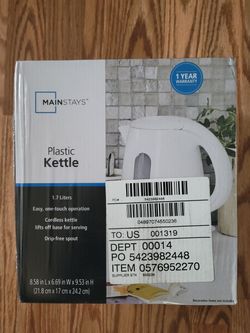 1 YEAR
WARRANTY
MAINSTAYS
Plastic
Kettle
1.7 Liters
Easy, one-touch operation
Cordless kettle
lifts off base for serving
Drip-free spout
5423982448
04897074550236
TO: US 001319
DEPT 00014
PO 5423982448
ITEM 0576952270
8.58 in L x 6.69 in W x 9.53 in H
(21.8 cm x 17 cm x 24.2 cm)